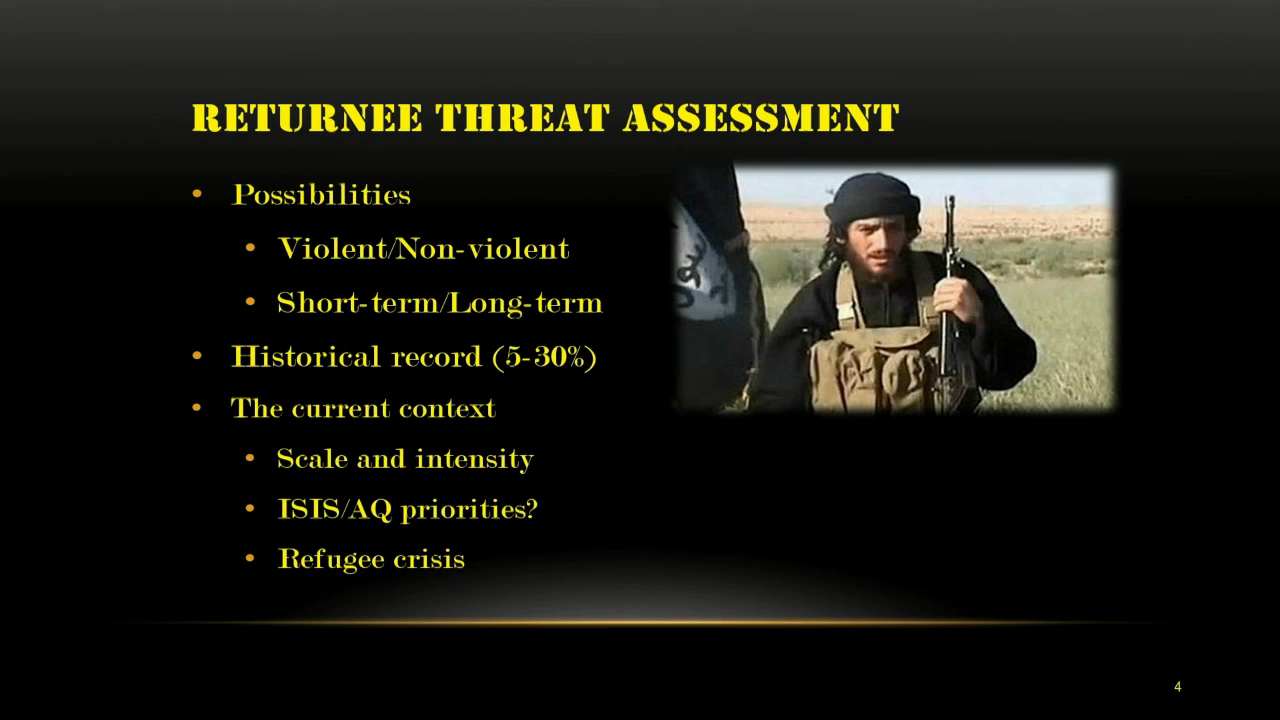 RETURNEE THREAT ASSESSMENT
• Possibilities
• Violent/Non-violent
• Short-term/Long-term
• Historical record (5-30%)
• The current context
• Scale and intensity
• ISIS/AQ priorities?
• Refugee crisis
4